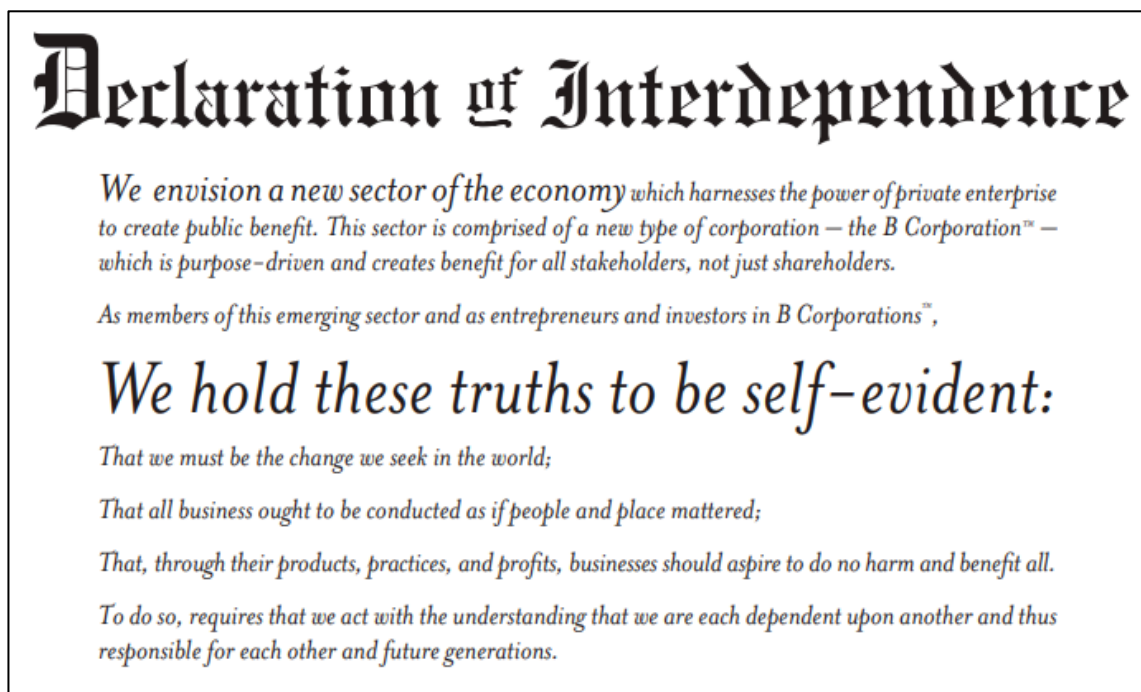 Declaration of Interdependence
We envision a new sector of the economy which harnesses the power of private enterprise
to create public benefit. This sector is comprised of a new type of corporation – the B Corporation™ –
which is purpose-driven and creates benefit for all stakeholders, not just shareholders.
As members of this emerging sector and as entrepreneurs and investors in B Corporations™,
We hold these truths to be self-evident:
That we must be the change we seek in the world;
That all business ought to be conducted as if people and place mattered;
That, through their products, practices, and profits, businesses should aspire to do no harm and benefit all.
To do so, requires that we act with the understanding that we are each dependent upon another and thus
responsible for each other and future generations.